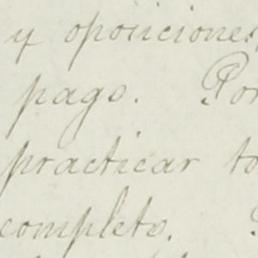 y oposiciones
pago. Por
practicar to
completo.